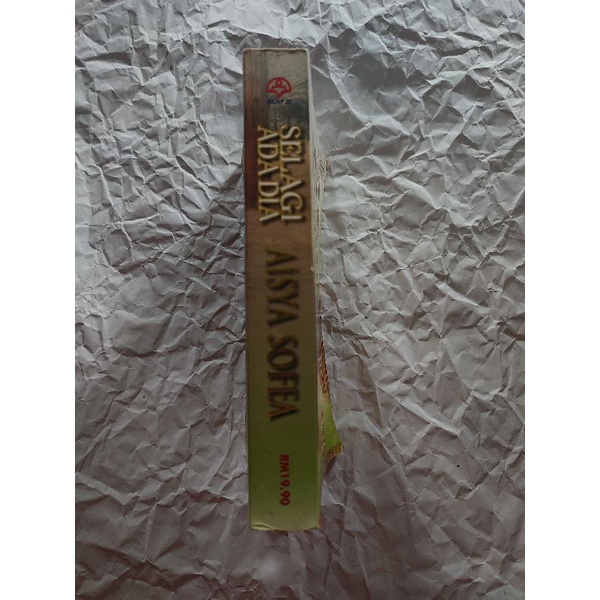 SELAGI
ADA DIA
AISYA SOFEA
RM19.90